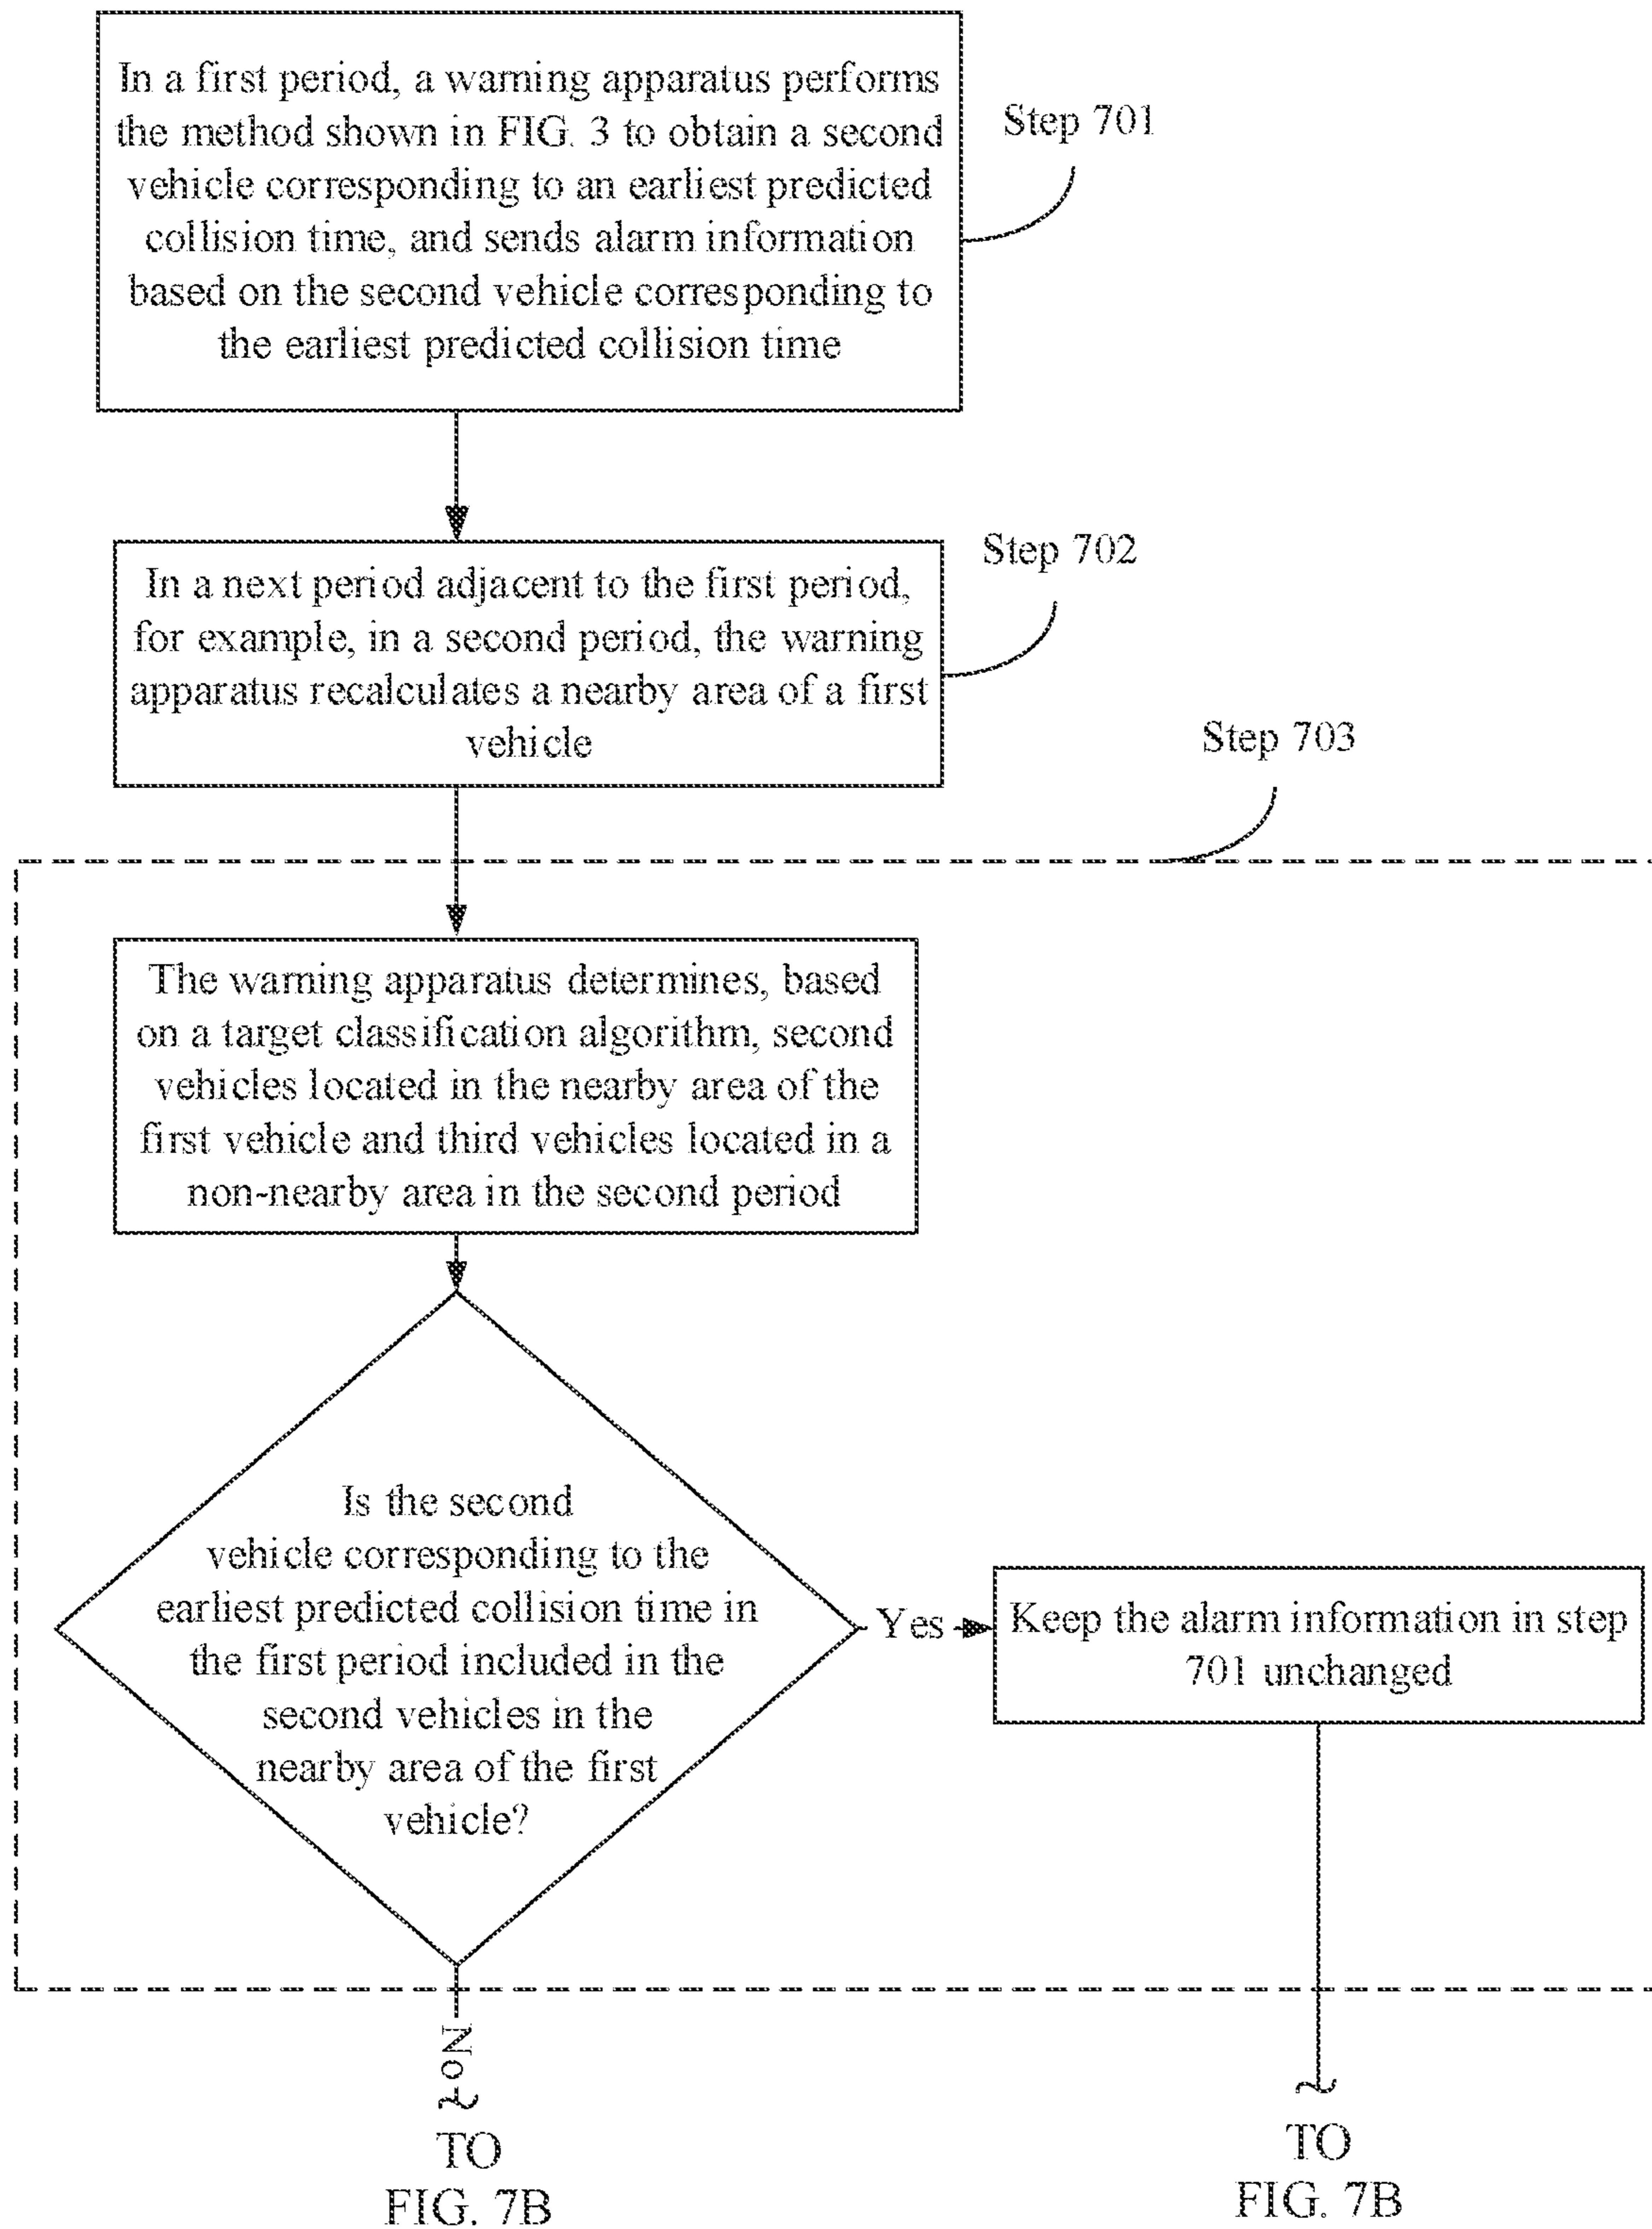 In a first period, a warning apparatus performs
the method shown in FIG. 3 to obtain a second
vehicle corresponding to an earliest predicted
collision time, and sends alarm information
based on the second vehicle corresponding to
the earliest predicted collision time
Step 701
In a next period adjacent to the first period,
for example, in a second period, the warning
apparatus recalculates a nearby area of a first
vehicle
Step 702
Step 703
The warning apparatus determines, based
on a target classification algorithm, second
vehicles located in the nearby area of the
first vehicle and third vehicles located in a
non-nearby area in the second period
Is the second
vehicle corresponding to the
earliest predicted collision time in
the first period included in the
second vehicles in the
nearby area of the first
vehicle?
Yes
Keep the alarm information in step
701 unchanged
No
TO
FIG. 7B
TO
FIG. 7B